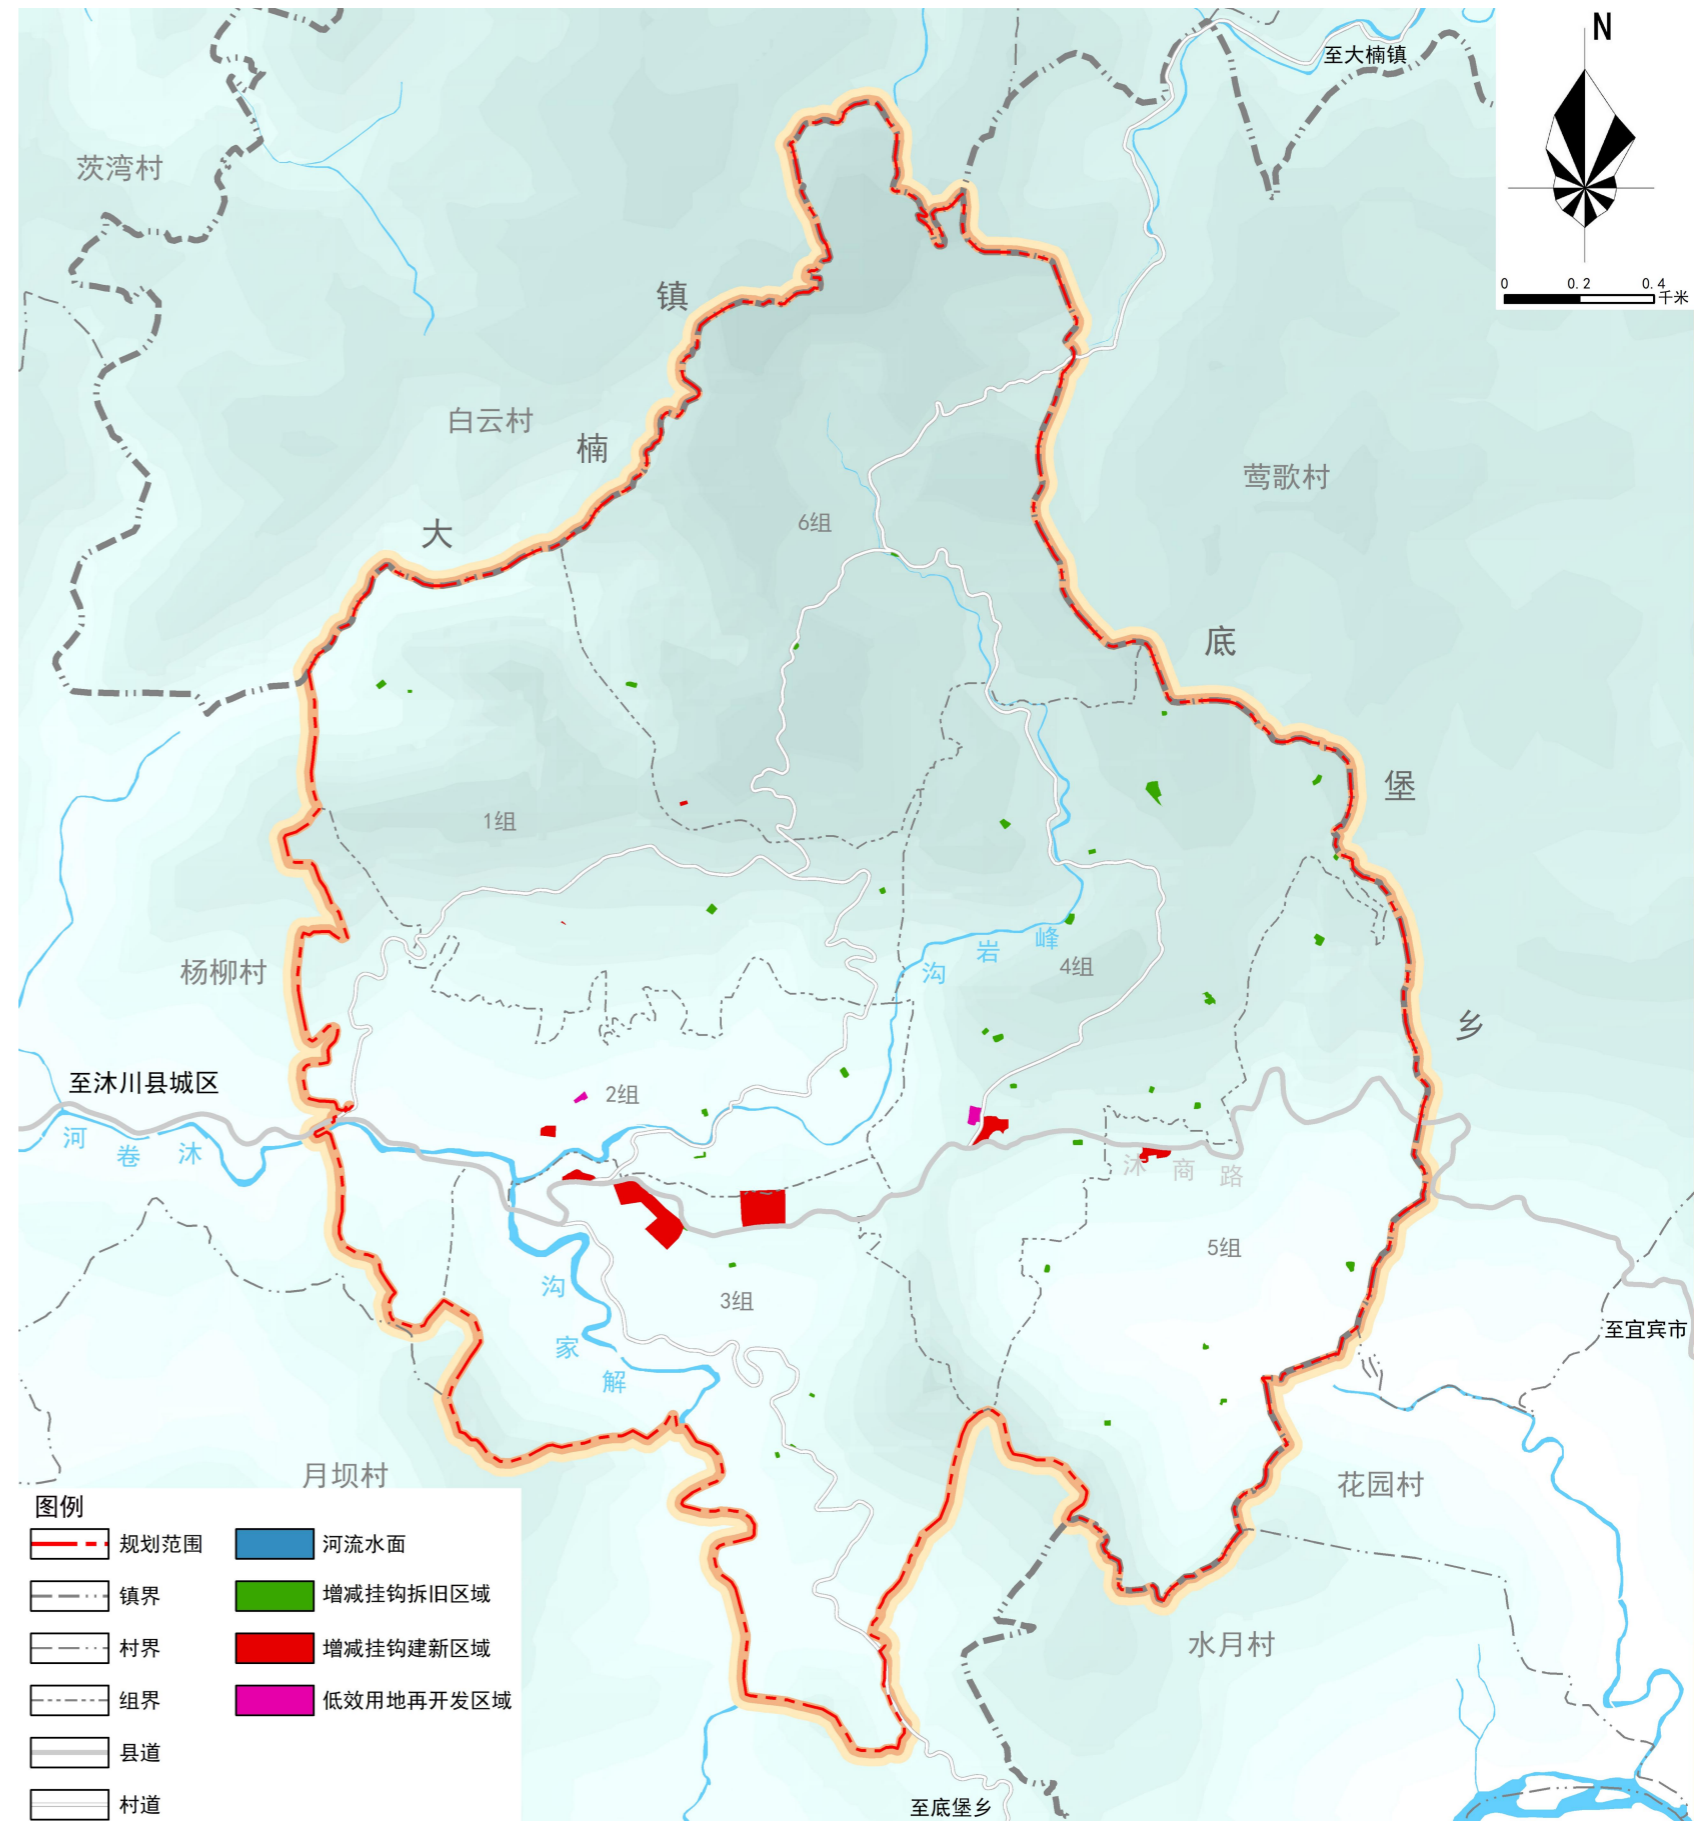 N
至大楠镇
0 0.2 0.4
千米
茨湾村
镇
白云村
楠
莺歌村
大
6组
底
堡
1组
峰
岩
沟
4组
杨柳村
乡
至沐川县城区
2组
河 卷 沐
沐 商 路
5组
沟
3组
家
解
至宜宾市
月坝村
花园村
水月村
至底堡乡
图例
规划范围
镇界
村界
组界
县道
村道
河流水面
增减挂钩拆旧区域
增减挂钩建新区域
低效用地再开发区域